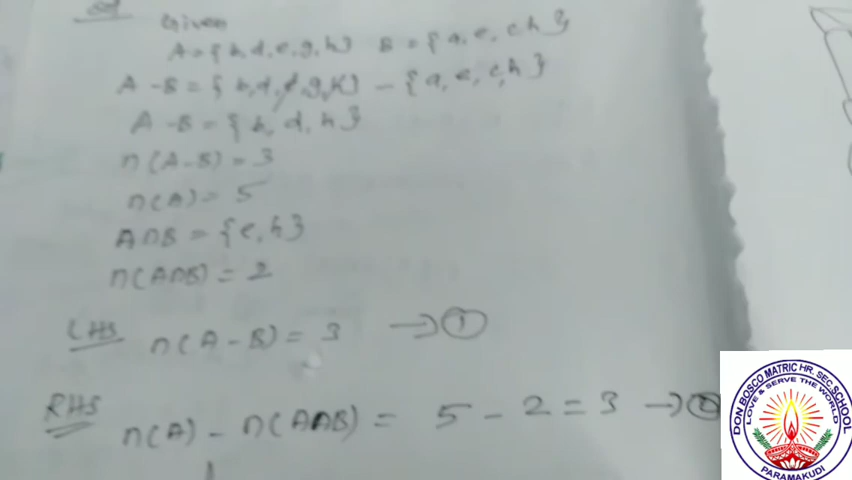 Sol
Given
A = {b, d, e, g, h} B = {a, e, c, h}
A - B = {b, d, e, g, h} - {a, e, c, h}
A - B = {b, d, h}
n(A - B) = 3
n(A) = 5
A∩B = {e, h}
n(A∩B) = 2
LHS n(A - B) = 3 → ①
RHS n(A) - n(A∩B) = 5 - 2 = 3 → ②
DON BOSCO MATRIC HR. SEC. SCHOOL
LOVE & SERVE THE WORLD
PARAMAKUDI